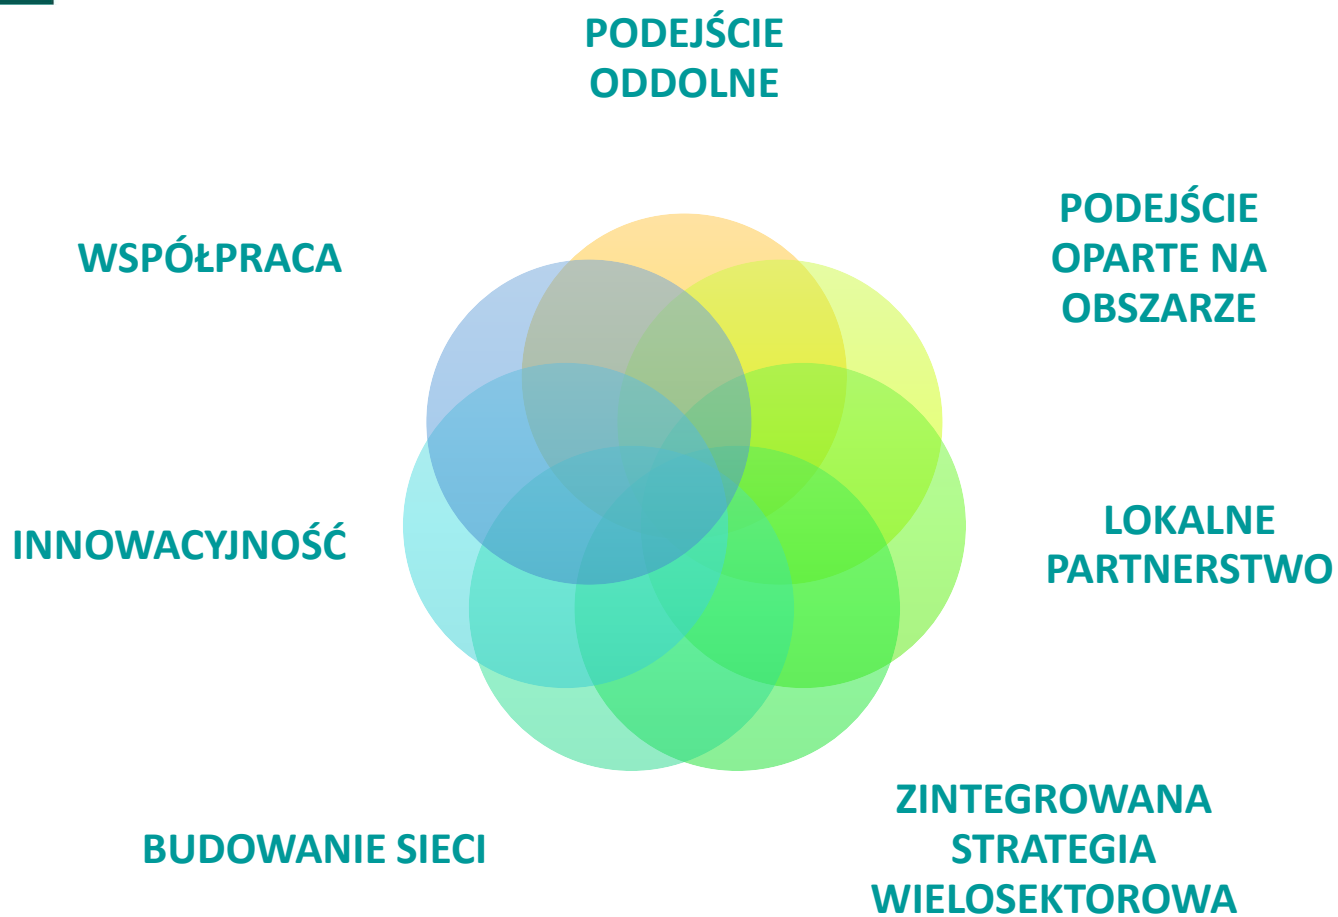 PODEJŚCIE
ODDOLNE
PODEJŚCIE
OPARTE NA
OBSZARZE
LOKALNE
PARTNERSTWO
ZINTEGROWANA
STRATEGIA
WIELOSEKTOROWA
BUDOWANIE SIECI
INNOWACYJNOŚĆ
WSPÓŁPRACA